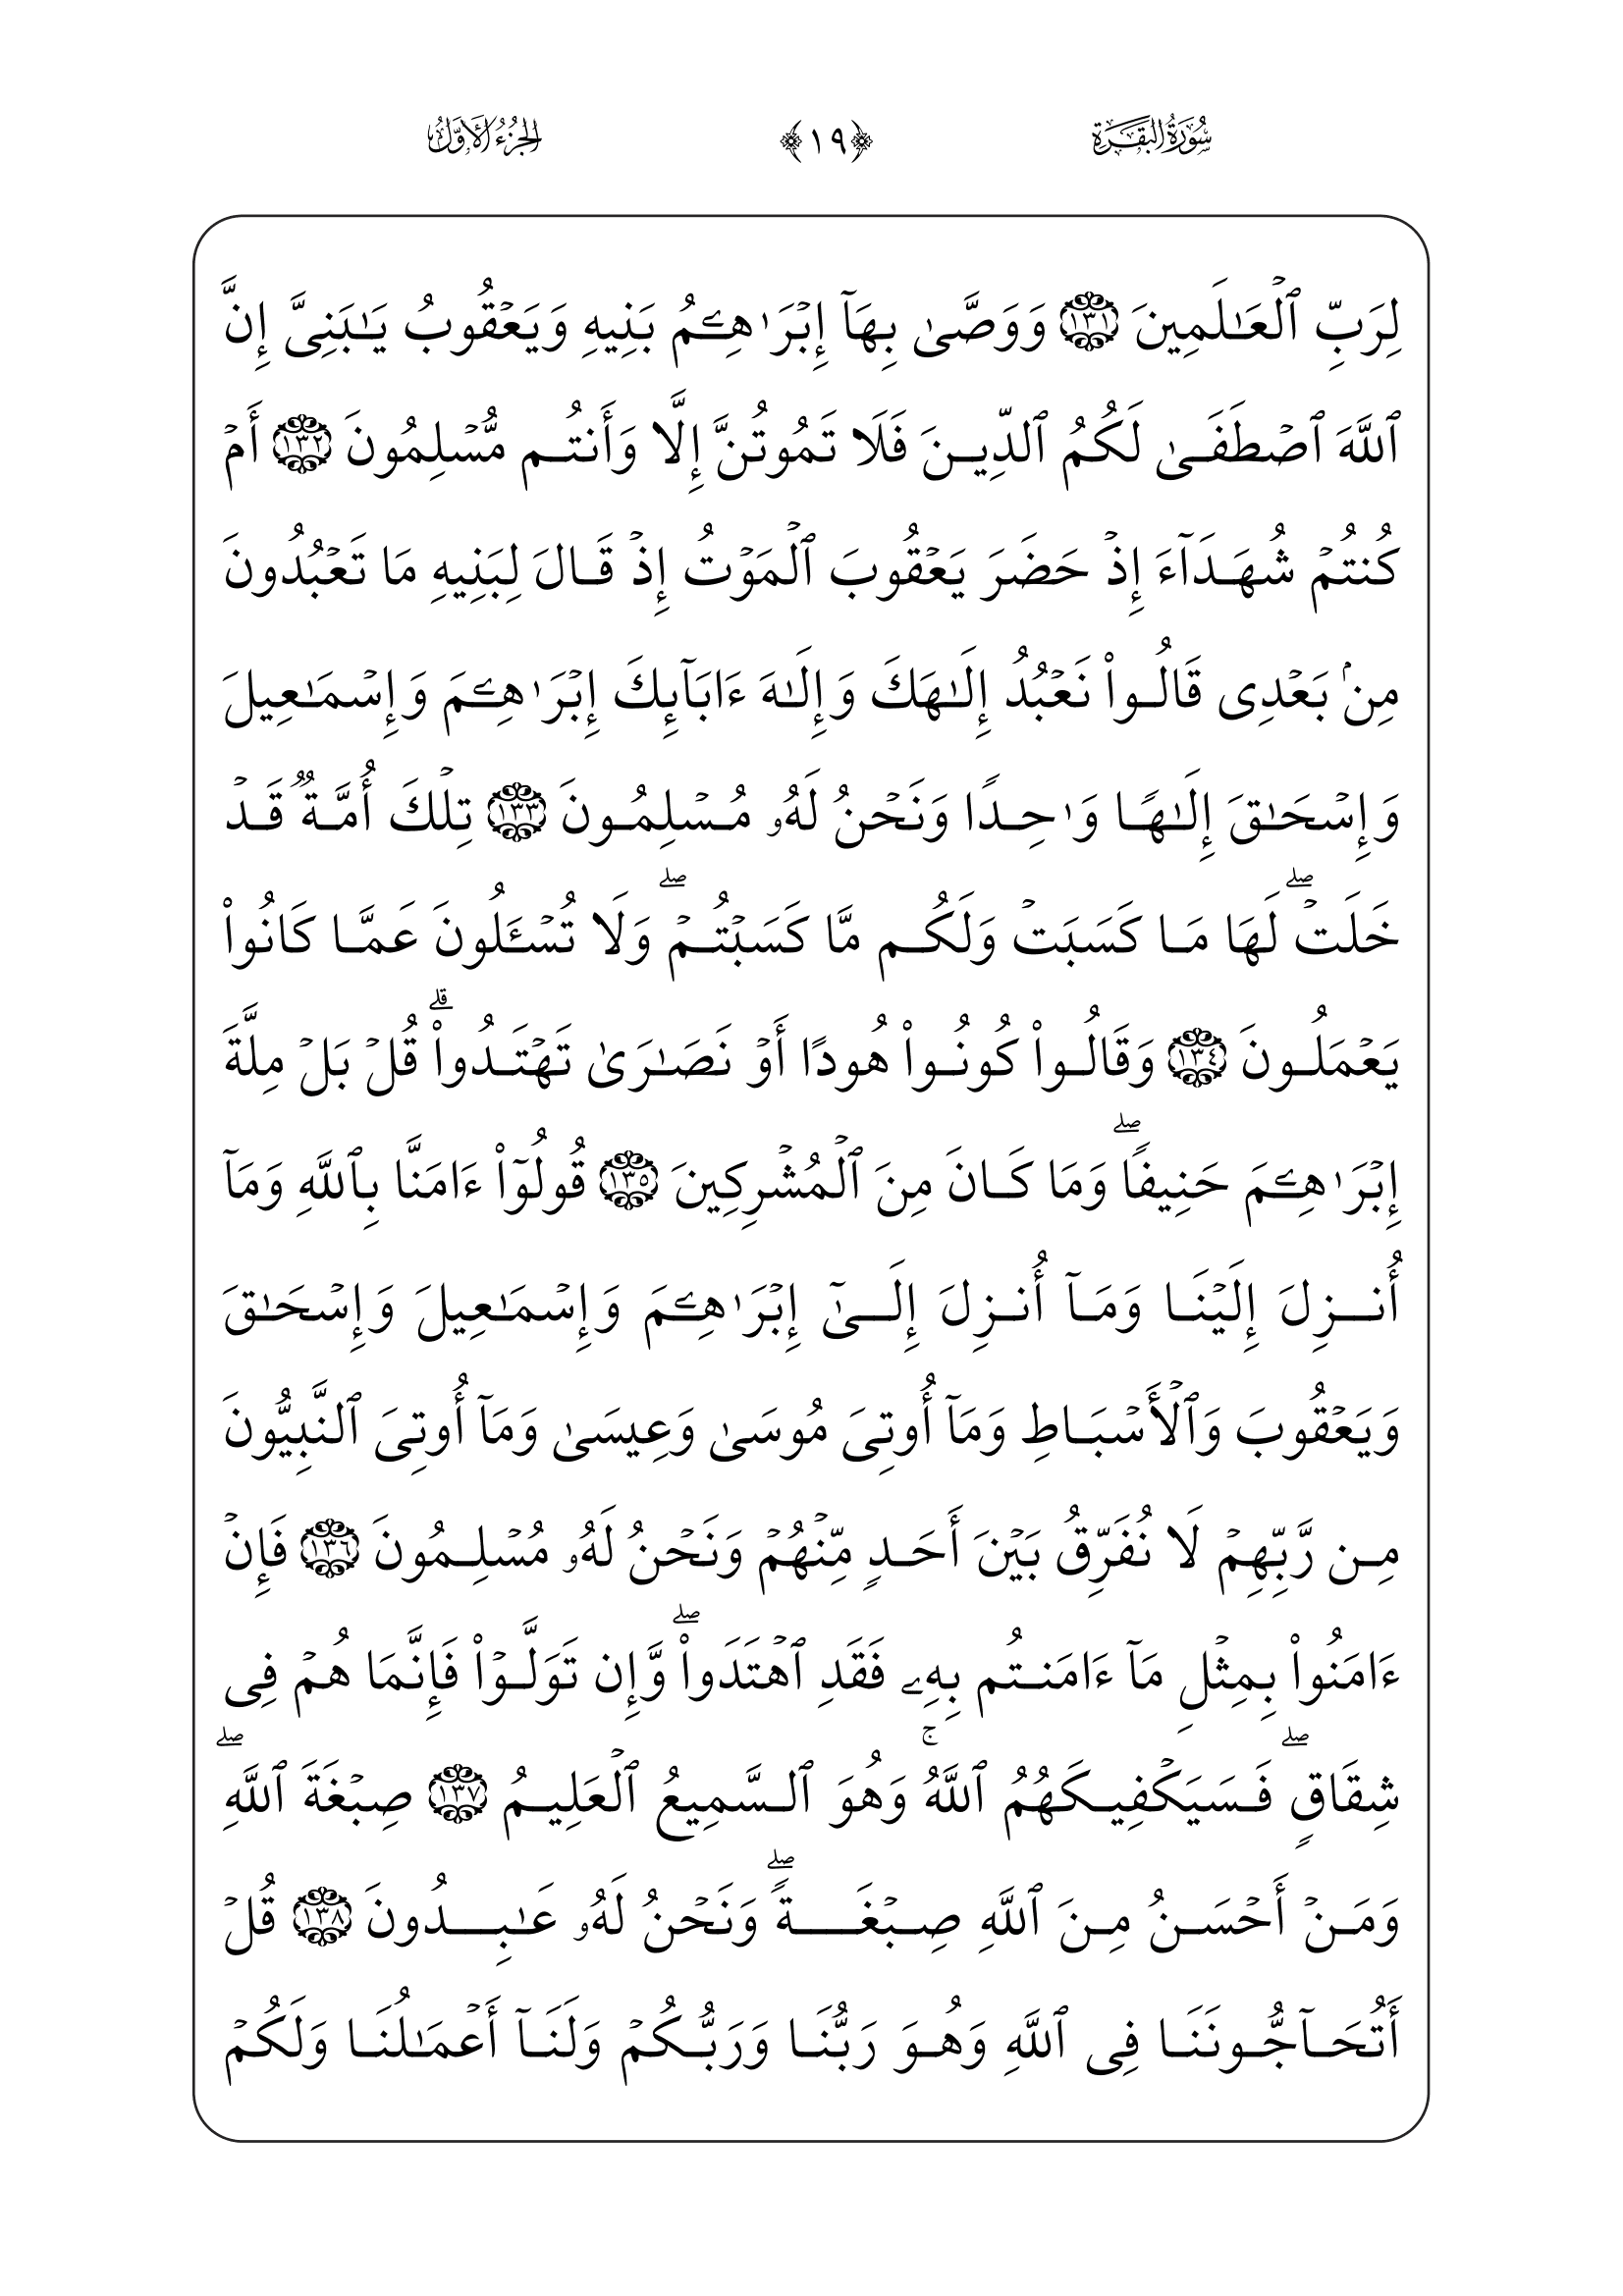 سُورَةُ البَقَرَةِ ﴿١٩﴾ الجُزْءُ الأَوَّلُ
لِرَبِّ ٱلْعَـٰلَمِينَ ١٣١ وَوَصَّىٰ بِهَآ إِبْرَٰهِـۧمُ بَنِيهِ وَيَعْقُوبُ يَـٰبَنِىَّ إِنَّ
ٱللَّهَ ٱصْطَفَىٰ لَكُمُ ٱلدِّينَ فَلَا تَمُوتُنَّ إِلَّا وَأَنتُم مُّسْلِمُونَ ١٣٢ أَمْ
كُنتُمْ شُهَدَآءَ إِذْ حَضَرَ يَعْقُوبَ ٱلْمَوْتُ إِذْ قَالَ لِبَنِيهِ مَا تَعْبُدُونَ
مِنۢ بَعْدِى قَالُوا۟ نَعْبُدُ إِلَـٰهَكَ وَإِلَـٰهَ ءَابَآئِكَ إِبْرَٰهِـۧمَ وَإِسْمَـٰعِيلَ
وَإِسْحَـٰقَ إِلَـٰهًا وَٰحِدًا وَنَحْنُ لَهُۥ مُسْلِمُونَ ١٣٣ تِلْكَ أُمَّةٌ قَدْ
خَلَتْ ۖ لَهَا مَا كَسَبَتْ وَلَكُم مَّا كَسَبْتُمْ ۖ وَلَا تُسْـَٔلُونَ عَمَّا كَانُوا۟
يَعْمَلُونَ ١٣٤ وَقَالُوا۟ كُونُوا۟ هُودًا أَوْ نَصَـٰرَىٰ تَهْتَدُوا۟ ۗ قُلْ بَلْ مِلَّةَ
إِبْرَٰهِـۧمَ حَنِيفًا ۖ وَمَا كَانَ مِنَ ٱلْمُشْرِكِينَ ١٣٥ قُولُوٓا۟ ءَامَنَّا بِٱللَّهِ وَمَآ
أُنزِلَ إِلَيْنَا وَمَآ أُنزِلَ إِلَىٰٓ إِبْرَٰهِـۧمَ وَإِسْمَـٰعِيلَ وَإِسْحَـٰقَ
وَيَعْقُوبَ وَٱلْأَسْبَاطِ وَمَآ أُوتِىَ مُوسَىٰ وَعِيسَىٰ وَمَآ أُوتِىَ ٱلنَّبِيُّونَ
مِن رَّبِّهِمْ لَا نُفَرِّقُ بَيْنَ أَحَدٍ مِّنْهُمْ وَنَحْنُ لَهُۥ مُسْلِمُونَ ١٣٦ فَإِنْ
ءَامَنُوا۟ بِمِثْلِ مَآ ءَامَنتُم بِهِۦ فَقَدِ ٱهْتَدَوا۟ ۖ وَّإِن تَوَلَّوْا۟ فَإِنَّمَا هُمْ فِى
شِقَاقٍ ۖ فَسَيَكْفِيكَهُمُ ٱللَّهُ ۚ وَهُوَ ٱلسَّمِيعُ ٱلْعَلِيمُ ١٣٧ صِبْغَةَ ٱللَّهِ ۖ
وَمَنْ أَحْسَنُ مِنَ ٱللَّهِ صِبْغَةً ۖ وَنَحْنُ لَهُۥ عَـٰبِدُونَ ١٣٨ قُلْ
أَتُحَآجُّونَنَا فِى ٱللَّهِ وَهُوَ رَبُّنَا وَرَبُّكُمْ وَلَنَآ أَعْمَـٰلُنَا وَلَكُمْ